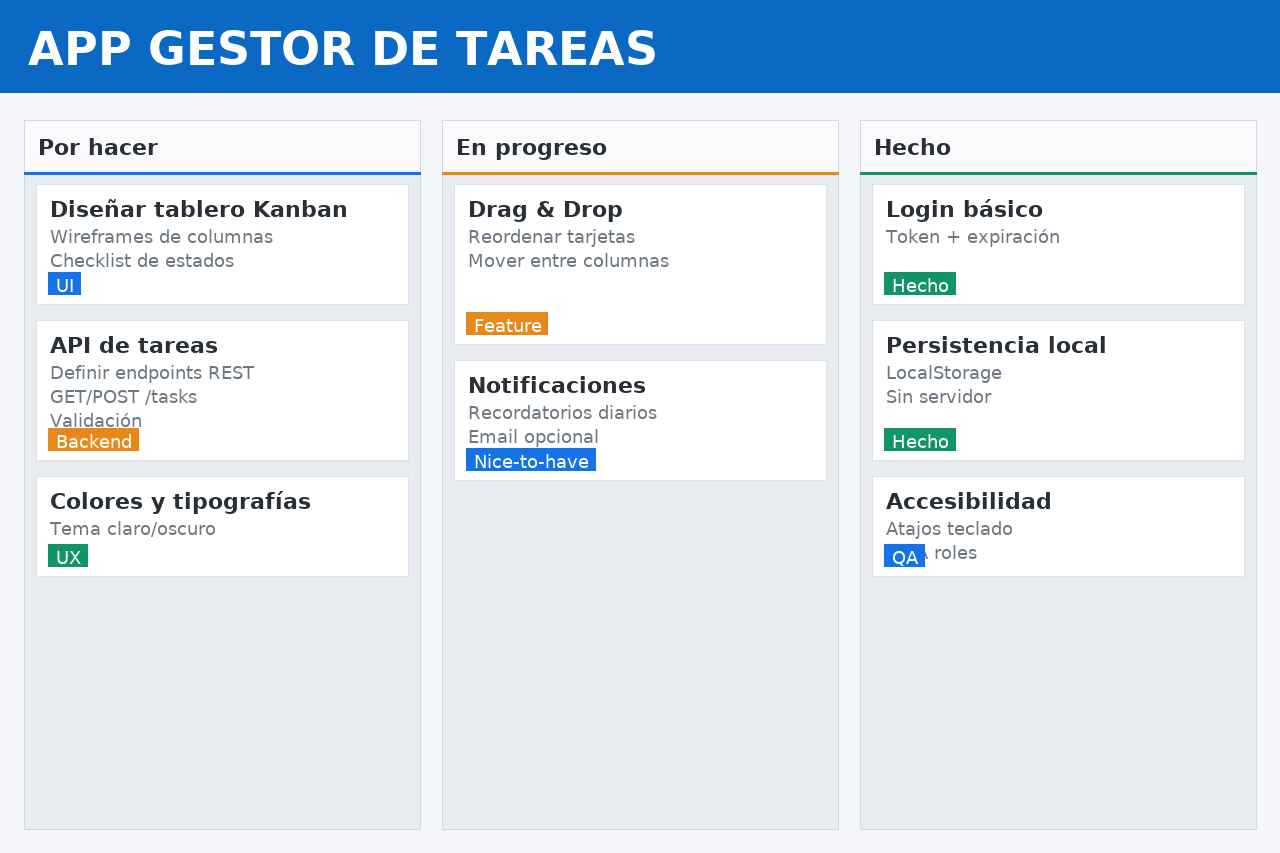 APP GESTOR DE TAREAS
Por hacer
Diseñar tablero Kanban
Wireframes de columnas
Checklist de estados
UI
API de tareas
Definir endpoints REST
GET/POST /tasks
Validación
Backend
Colores y tipografías
Tema claro/oscuro
UX
En progreso
Drag & Drop
Reordenar tarjetas
Mover entre columnas
Feature
Notificaciones
Recordatorios diarios
Email opcional
Nice-to-have
Hecho
Login básico
Token + expiración
Hecho
Persistencia local
LocalStorage
Sin servidor
Hecho
Accesibilidad
Atajos teclado
roles
QA